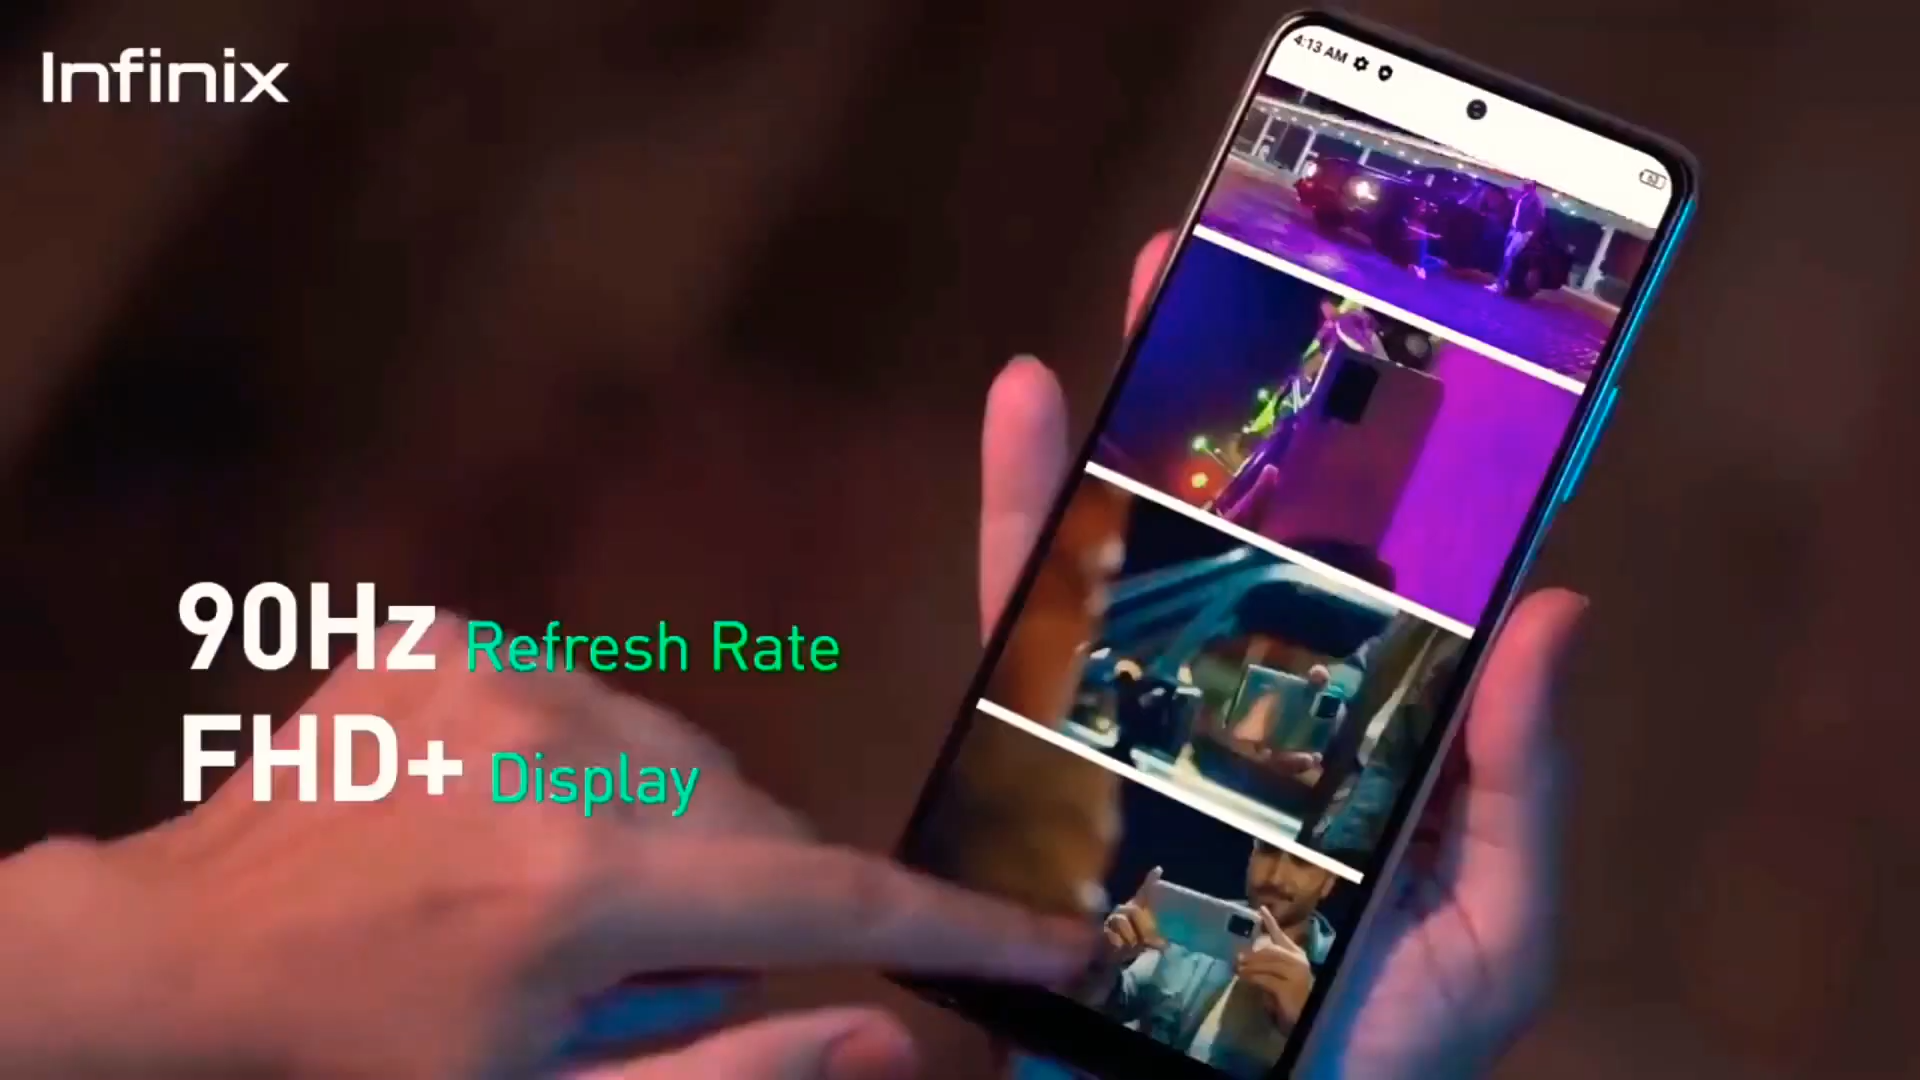 Infinix
4:13 AM
90Hz Refresh Rate
FHD+ Display